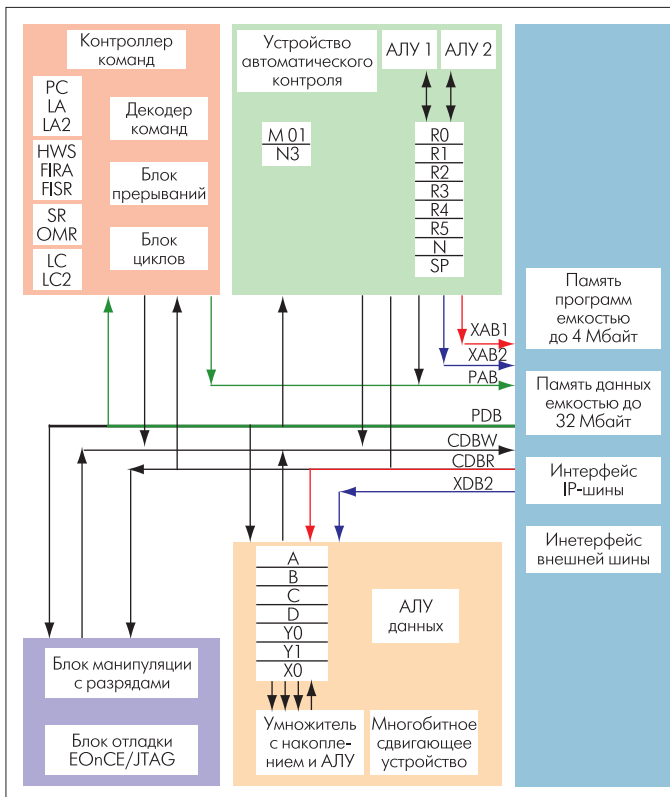 Контроллер
команд
PC
LA
LA2
HWS
FIRA
FISR
SR
OMR
LC
LC2
Декодер
команд
Блок
прерываний
Блок
циклов
Устройство
автоматического
контроля
АЛУ 1
АЛУ 2
M 01
N3
R0
R1
R2
R3
R4
R5
N
SP
XAB1
XAB2
PAB
PDB
CDBW
CDBR
XDB2
Память
программ
емкостью
до 4 Мбайт
Память данных
емкостью до
32 Мбайт
Интерфейс
IP-шины
Инетерфейс
внешней шины
A
B
C
D
Y0
Y1
X0
АЛУ
данных
Умножитель
с накопле-
нием и АЛУ
Многобитное
сдвигающее
устройство
Блок манипуляции
с разрядами
Блок отладки
EOnCE/JTAG